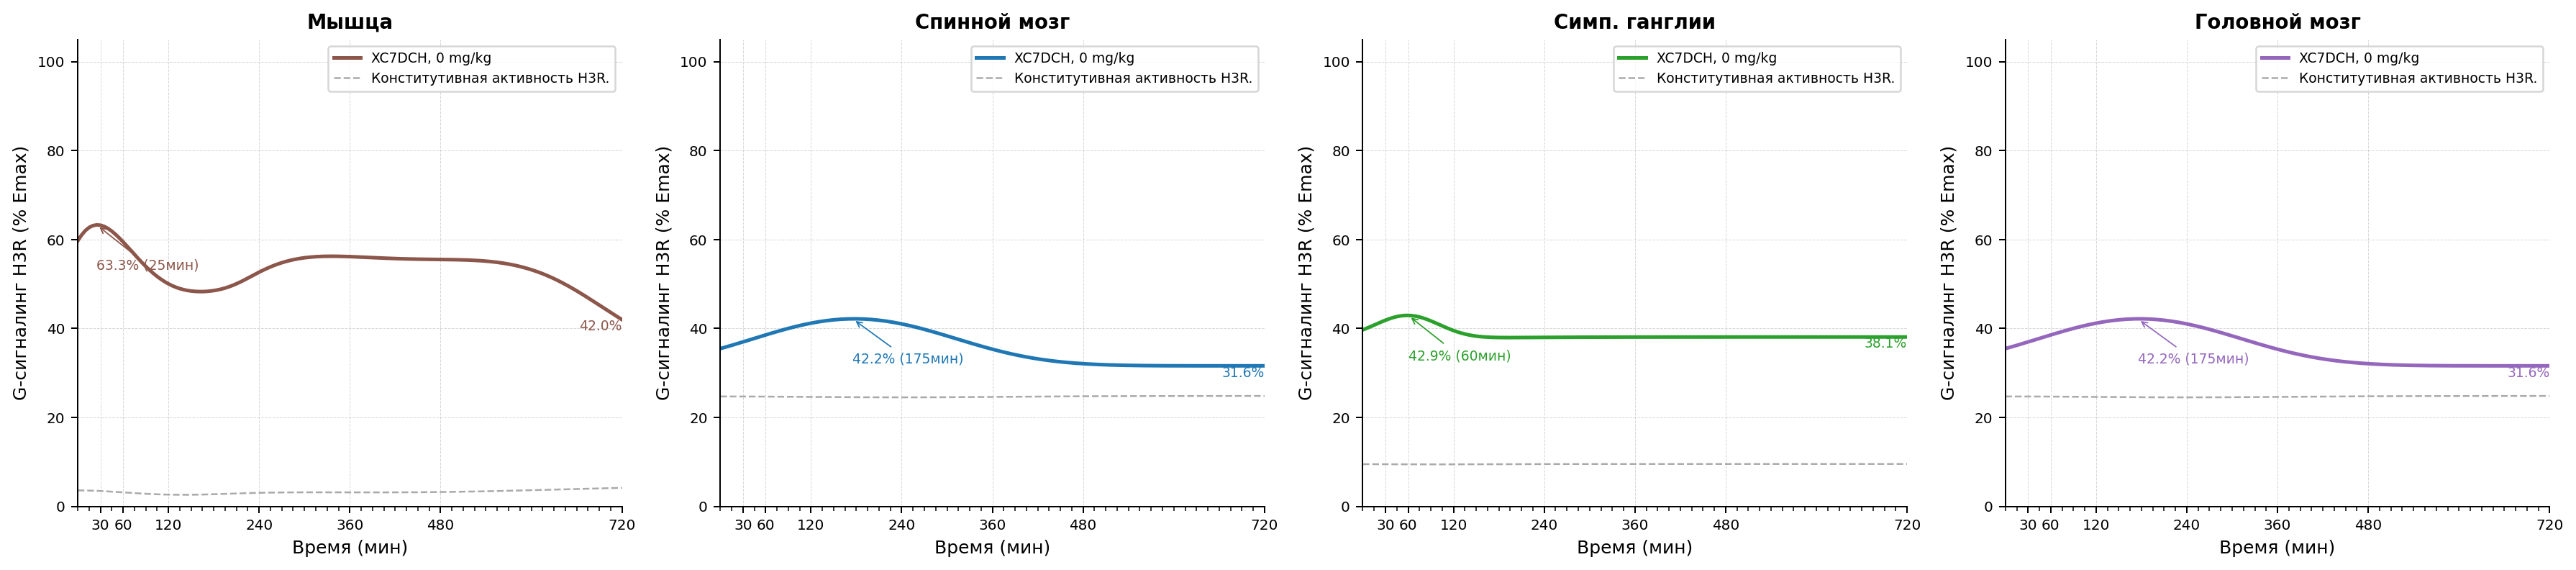 Мышца
XC7DCH, 0 mg/kg
Конститутивная активность H3R.
G-сигналинг H3R (% Emax)
100
80
60
40
20
0
63.3% (25мин)
42.0%
30 60 120 240 360 480 720
Время (мин)
Спинной мозг
XC7DCH, 0 mg/kg
Конститутивная активность H3R.
G-сигналинг H3R (% Emax)
100
80
60
40
20
0
42.2% (175мин)
31.6%
30 60 120 240 360 480 720
Время (мин)
Симп. ганглии
XC7DCH, 0 mg/kg
Конститутивная активность H3R.
G-сигналинг H3R (% Emax)
100
80
60
40
20
0
42.9% (60мин)
38.1%
30 60 120 240 360 480 720
Время (мин)
Головной мозг
XC7DCH, 0 mg/kg
Конститутивная активность H3R.
G-сигналинг H3R (% Emax)
100
80
60
40
20
0
42.2% (175мин)
31.6%
30 60 120 240 360 480 720
Время (мин)